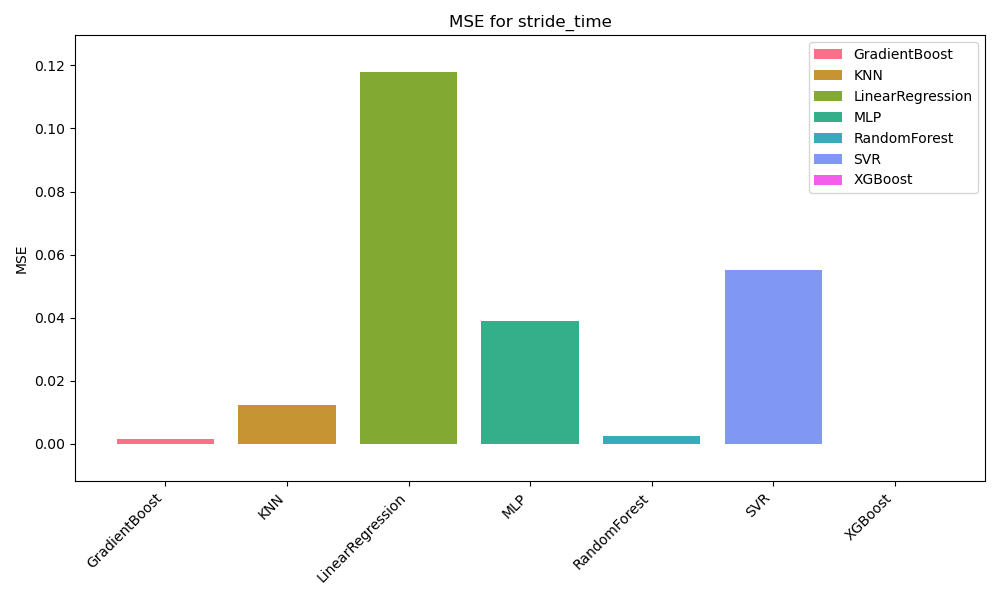 MSE for stride_time
GradientBoost
KNN
LinearRegression
MLP
RandomForest
SVR
XGBoost
MSE
0.12
0.10
0.08
0.06
0.04
0.02
0.00
GradientBoost
KNN
LinearRegression
MLP
RandomForest
SVR
XGBoost